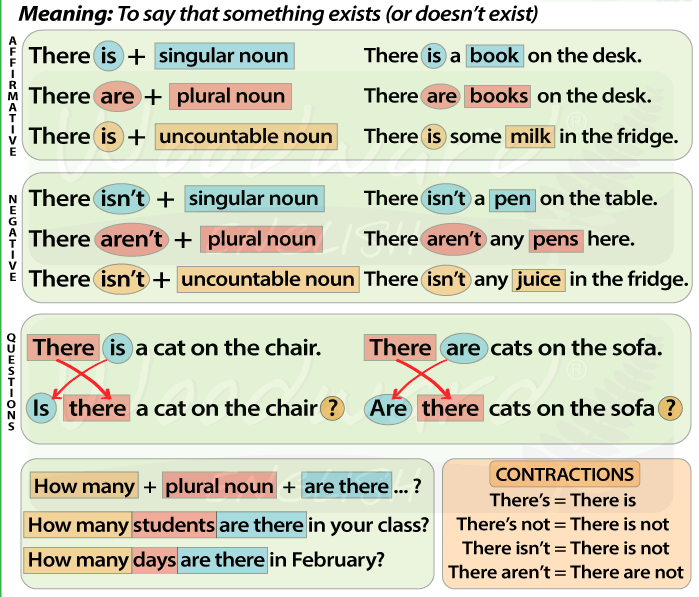 Meaning: To say that something exists (or doesn't exist)
AFFIRMATIVE
There is + singular noun There is a book on the desk.
There are + plural noun There are books on the desk.
There is + uncountable noun There is some milk in the fridge.
NEGATIVE
There isn't + singular noun There isn't a pen on the table.
There aren't + plural noun There aren't any pens here.
There isn't + uncountable noun There isn't any juice in the fridge.
QUESTIONS
There is a cat on the chair. There are cats on the sofa.
Is there a cat on the chair ? Are there cats on the sofa ?
How many + plural noun + are there ... ?
How many students are there in your class?
How many days are there in February?
CONTRACTIONS
There's = There is
There's not = There is not
There isn't = There is not
There aren't = There are not
Woodward®
ENGLISH
Woodward®
ENGLISH